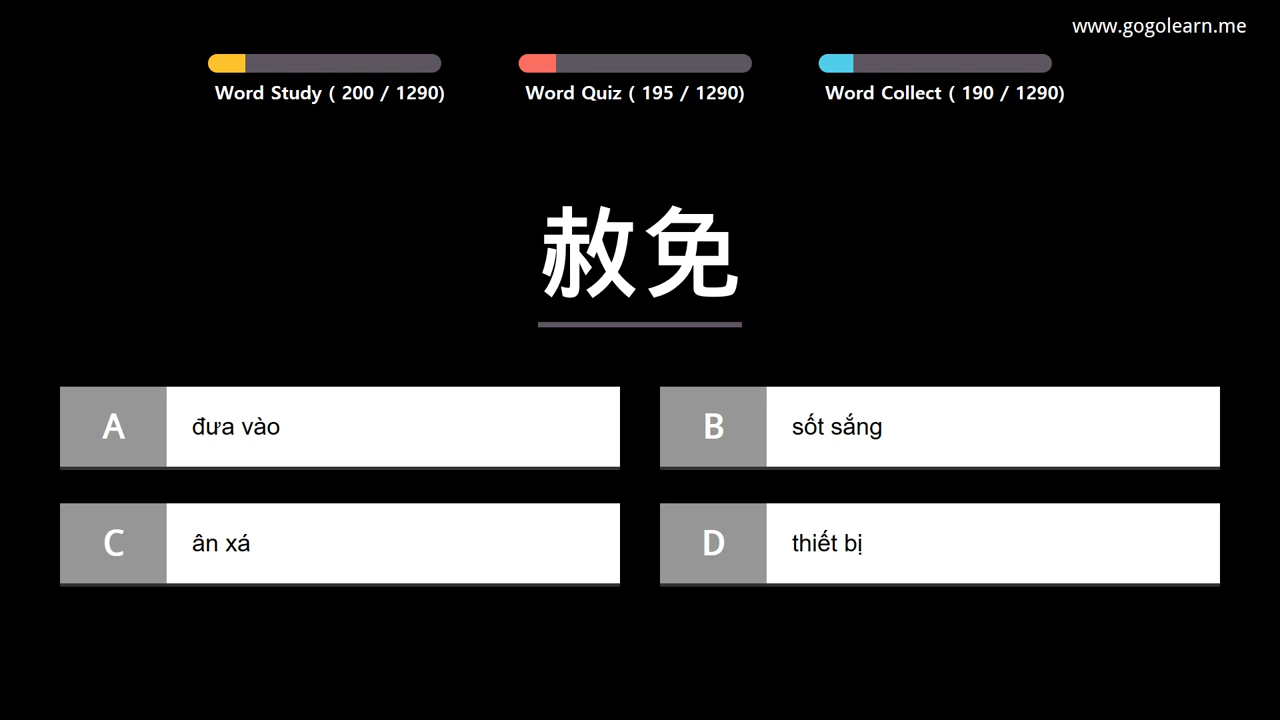 www.gogolearn.me
Word Study ( 200 / 1290)
Word Quiz ( 195 / 1290)
Word Collect ( 190 / 1290)
赦免
A
đưa vào
B
sốt sắng
C
ân xá
D
thiết bị